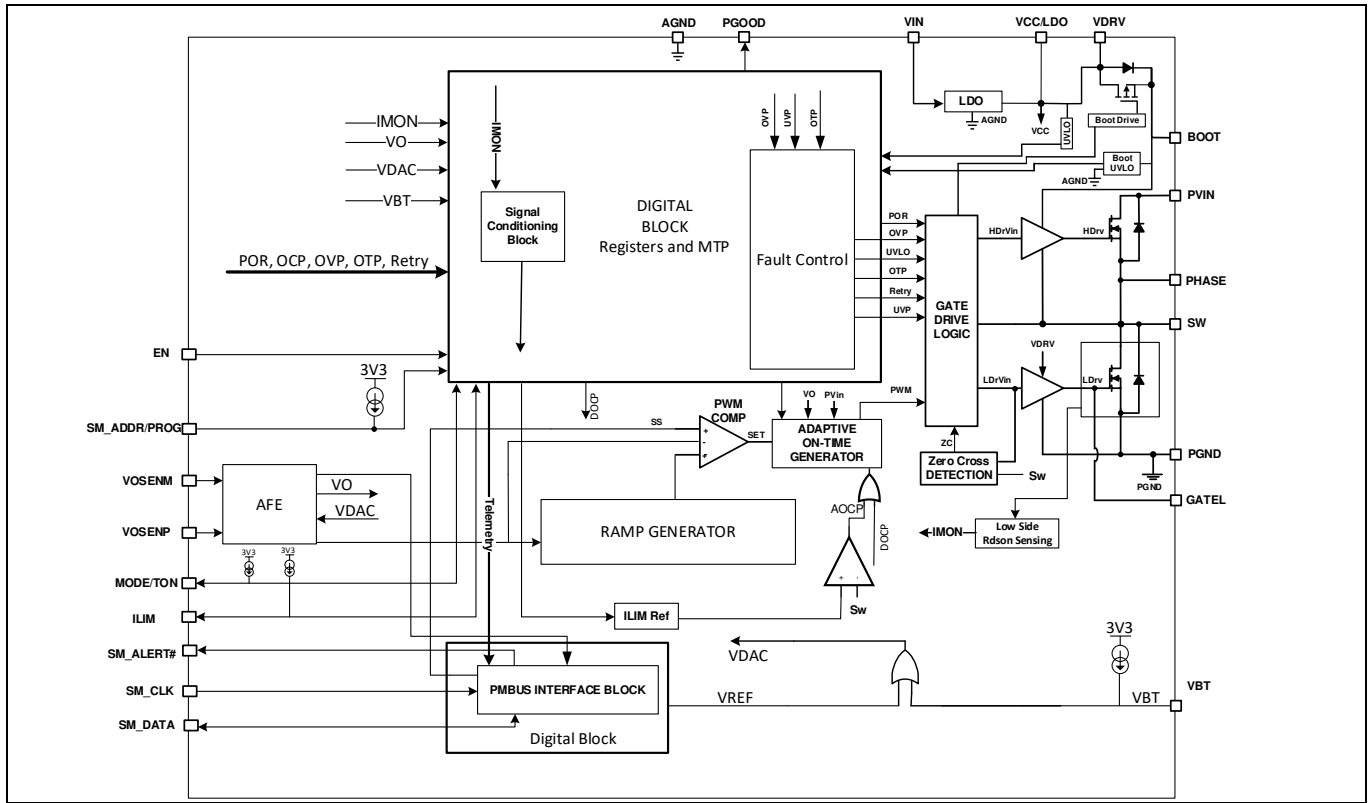 AGND
PGOOD
VIN
VCC/LDO
VDRV
LDO
AGND
VCC
UVLO
Boot Drive
BOOT
Boot
UVLO
AGND
PVIN
IMON
VO
VDAC
VBT
POR, OCP, OVP, OTP, Retry
IMON
Signal
Conditioning
Block
DIGITAL
BLOCK
Registers and MTP
OVP
UVP
OTP
Fault Control
POR
OVP
UVLO
OTP
Retry
UVP
GATE
DRIVE
LOGIC
HDrVin
HDrv
PHASE
SW
EN
3V3
SM_ADDR/PROG
DOCP
PWM
COMP
SS
+
-
SET
VO
PVin
PWM
ADAPTIVE
ON-TIME
GENERATOR
VDRV
LDrVin
LDrv
ZC
Zero Cross
DETECTION
Sw
PGND
PGND
GATEL
VOSENM
VOSENP
AFE
VO
VDAC
Telemetry
RAMP GENERATOR
AOCP
DOCP
IMON
Low Side
Rdson Sensing
3V3
3V3
MODE/TON
ILIM
ILIM Ref
+
-
Sw
SM_ALERT#
SM_CLK
SM_DATA
PMBUS INTERFACE BLOCK
Digital Block
VDAC
VREF
3V3
VBT
VBT